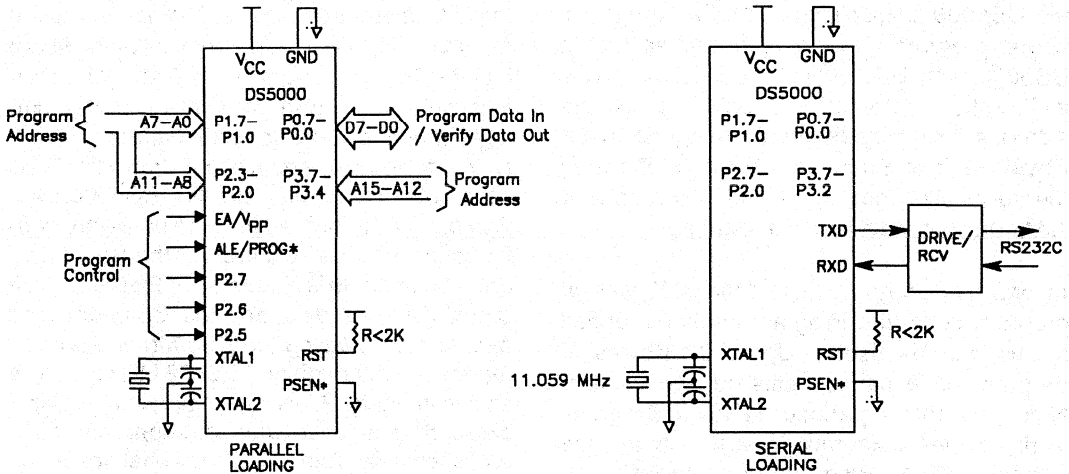 VCC GND
DS5000
Program
Address
A7-A0
P1.7-
P1.0
P0.7-
P0.0
D7-D0
Program Data In
/ Verify Data Out
A11-A8
P2.3-
P2.0
P3.7-
P3.4
A15-A12
Program
Address
Program
Control
EA/VPP
ALE/PROG*
P2.7
P2.6
P2.5
XTAL1
XTAL2
RST
R<2K
PSEN*
PARALLEL
LOADING
VCC GND
DS5000
P1.7-
P1.0
P0.7-
P0.0
P2.7-
P2.0
P3.7-
P3.2
TXD
RXD
DRIVE/
RCV
RS232C
R<2K
RST
XTAL1
11.059 MHz
PSEN*
XTAL2
SERIAL
LOADING